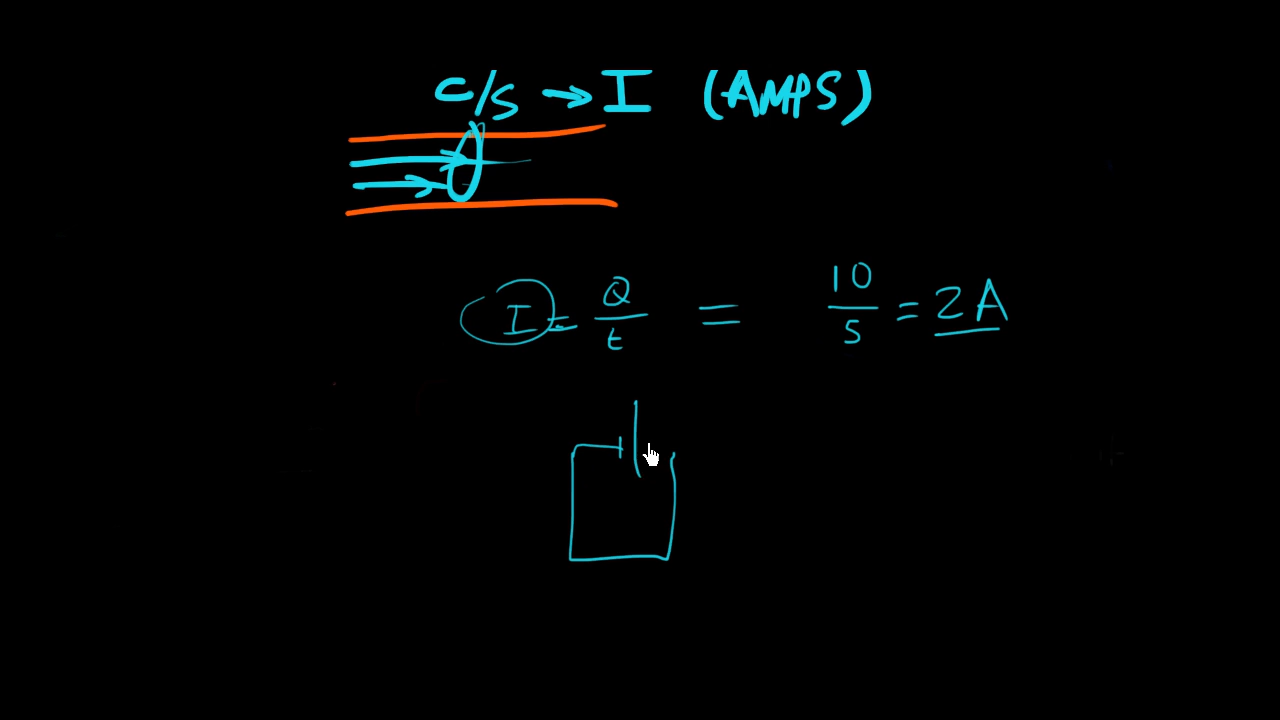 c/s → I (AMPS)
I = Q/t = 10/5 = 2A